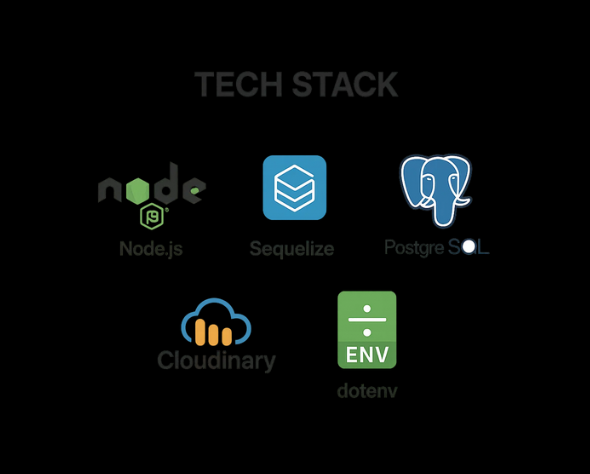 TECH STACK
node
Node.js
Sequelize
PostgreSQL
Cloudinary
ENV
dotenv